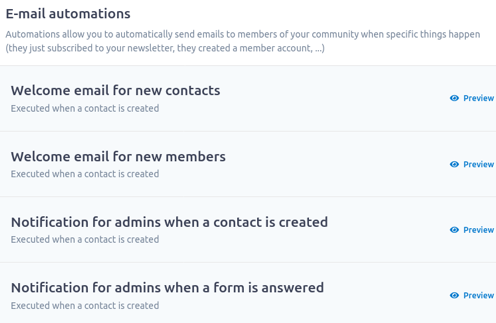 E-mail automations
Automations allow you to automatically send emails to members of your community when specific things happen
(they just subscribed to your newsletter, they created a member account, ...)
Welcome email for new contacts
Executed when a contact is created
Preview
Welcome email for new members
Executed when a contact is created
Preview
Notification for admins when a contact is created
Executed when a contact is created
Preview
Notification for admins when a form is answered
Executed when a contact is created
Preview